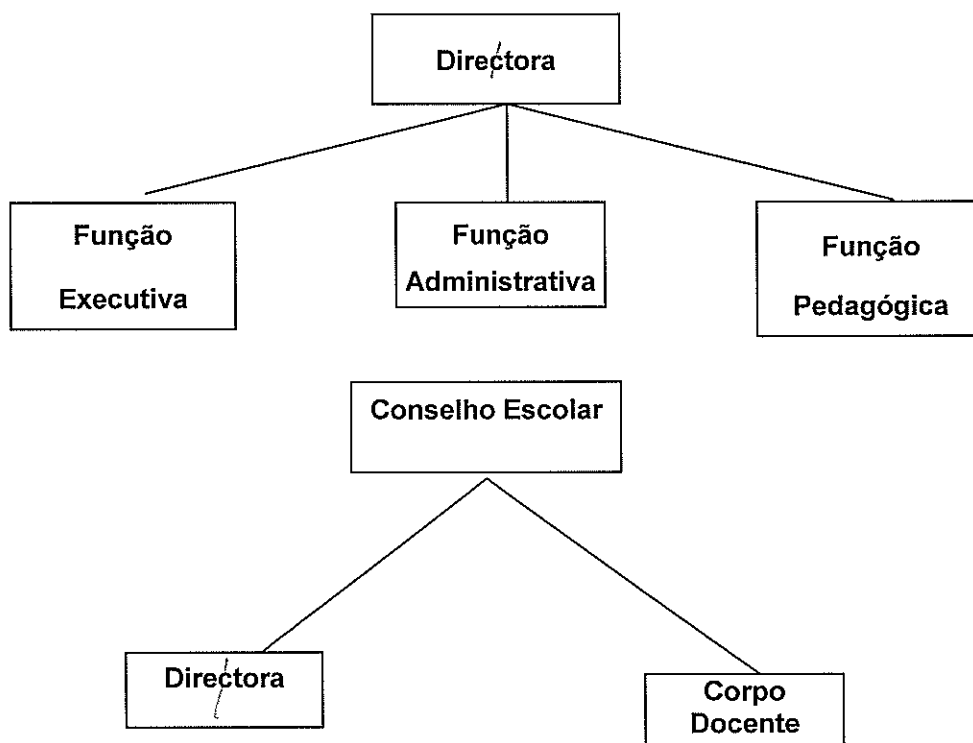 Directora
Função
Executiva
Função
Administrativa
Função
Pedagógica
Conselho Escolar
Directora
Corpo
Docente